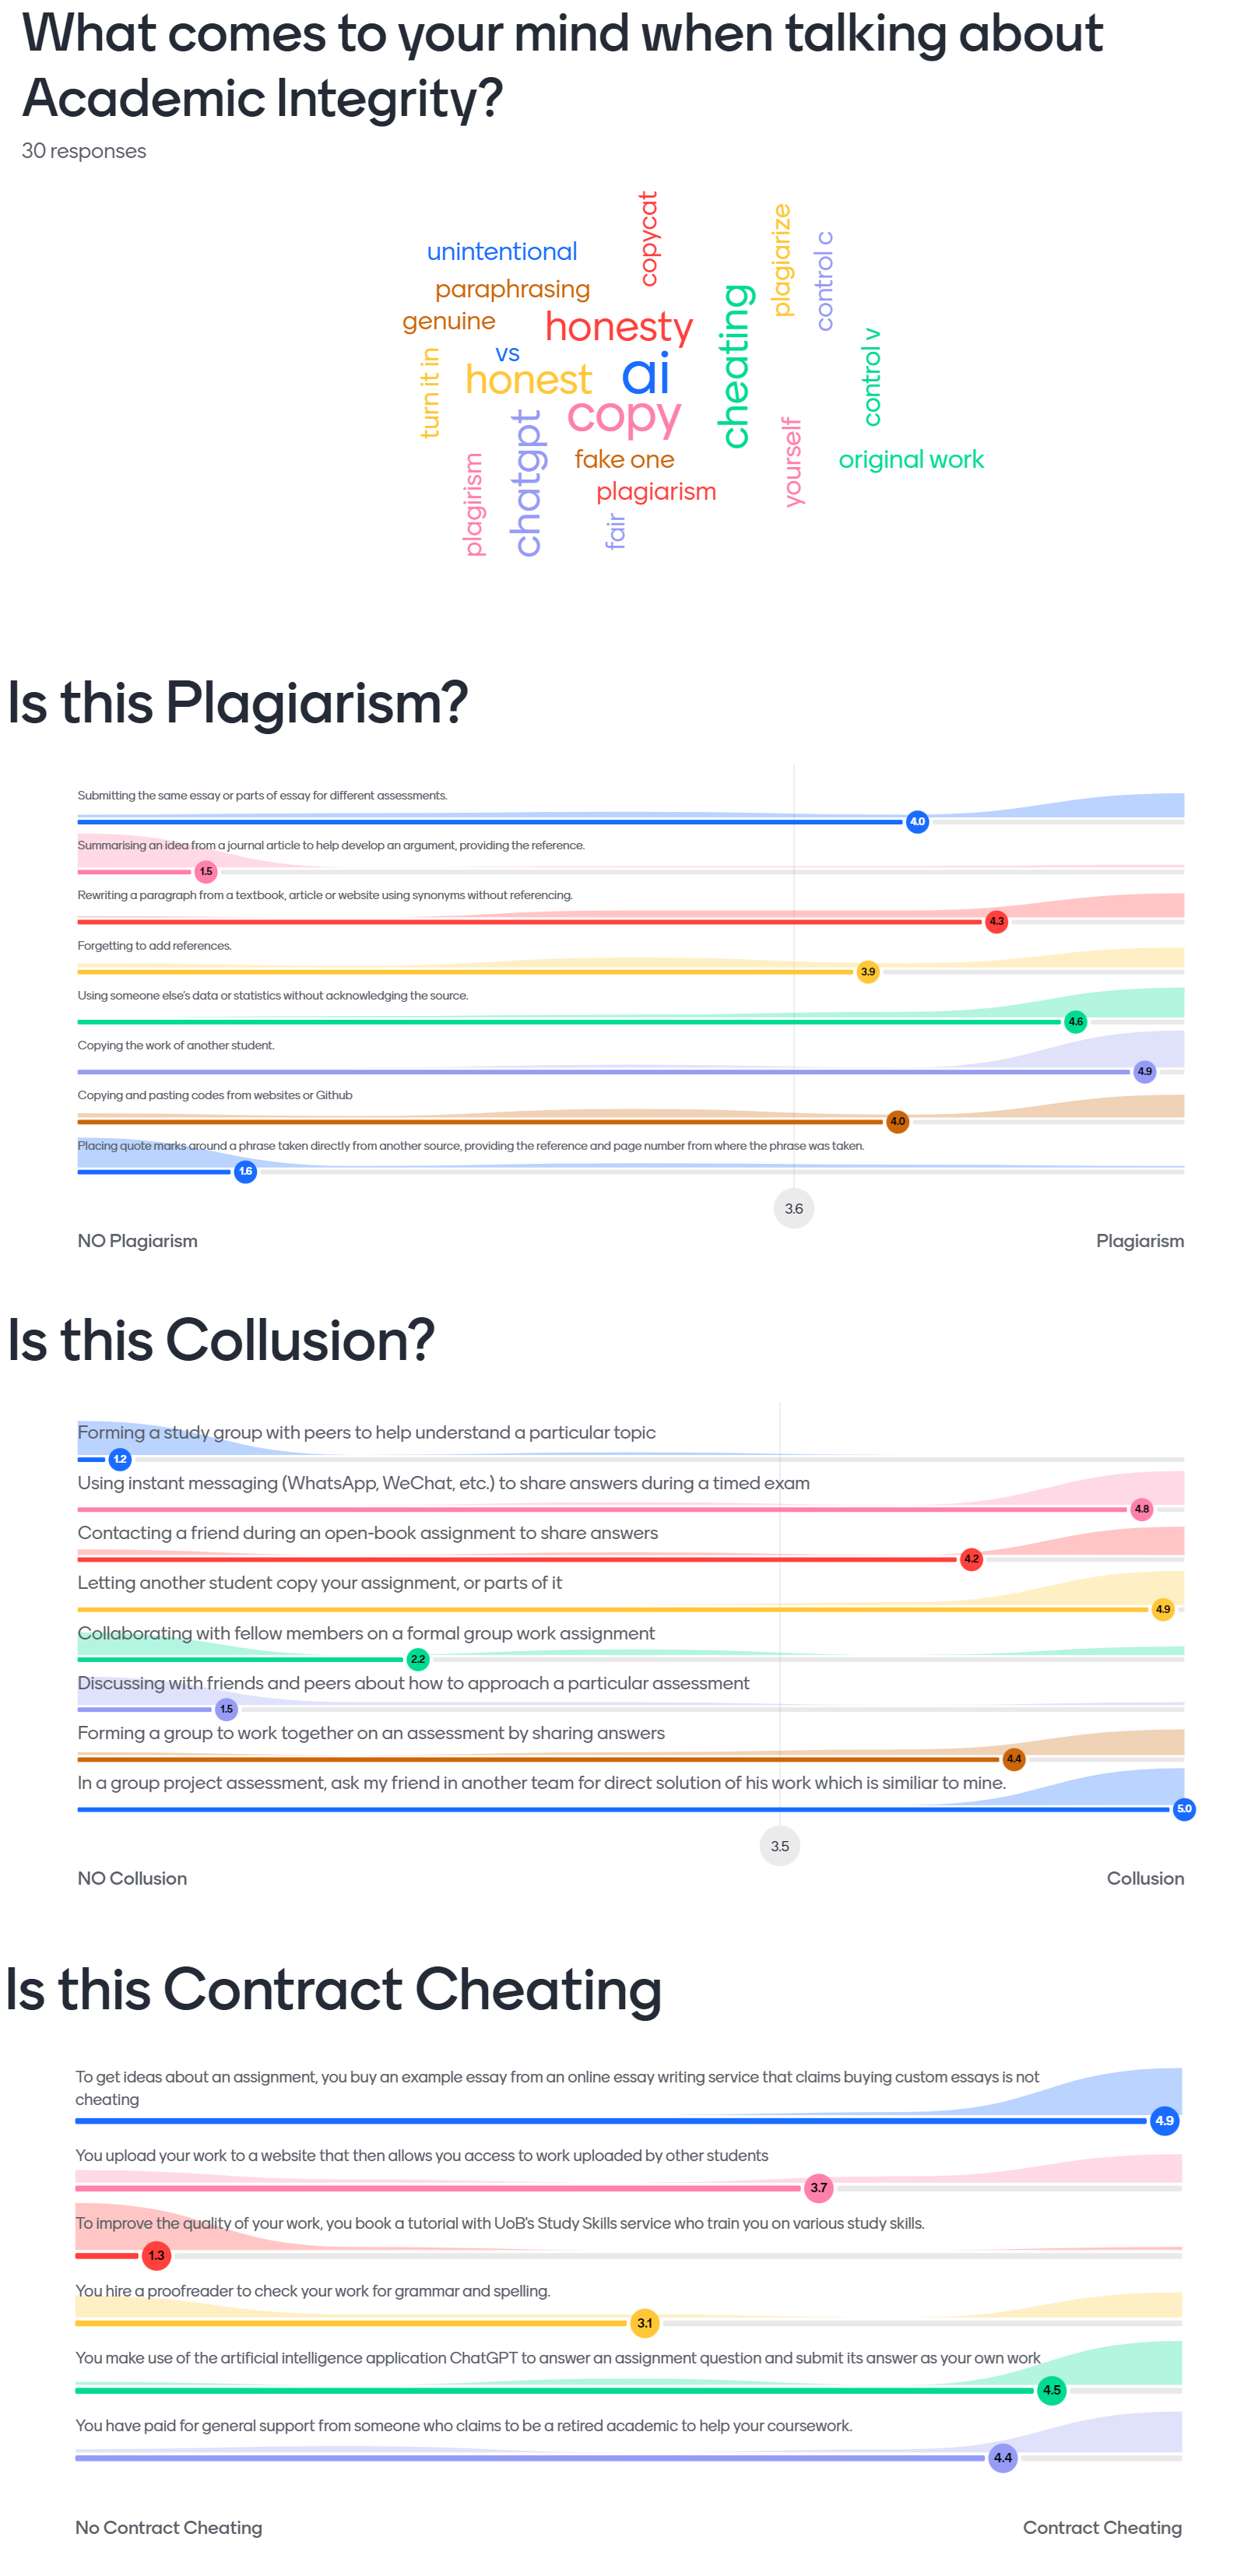 What comes to your mind when talking about
Academic Integrity?
30 responses
copycat
plagiarize
control c
unintentional
paraphrasing
genuine
honesty
cheating
control v
vs
turn it in
honest
ai
copy
chatgpt
yourself
fake one
original work
plagirism
plagiarism
fair
Is this Plagiarism?
Submitting the same essay or parts of essay for different assessments.
4.0
Summarising an idea from a journal article to help develop an argument, providing the reference.
1.5
Rewriting a paragraph from a textbook, article or website using synonyms without referencing.
4.3
Forgetting to add references.
3.9
Using someone else's data or statistics without acknowledging the source.
4.6
Copying the work of another student.
4.9
Copying and pasting codes from websites or Github
4.0
Placing quote marks around a phrase taken directly from another source, providing the reference and page number from where the phrase was taken.
1.6
3.6
NO Plagiarism
Plagiarism
Is this Collusion?
Forming a study group with peers to help understand a particular topic
1.2
Using instant messaging (WhatsApp, WeChat, etc.) to share answers during a timed exam
4.8
Contacting a friend during an open-book assignment to share answers
4.2
Letting another student copy your assignment, or parts of it
4.9
Collaborating with fellow members on a formal group work assignment
2.2
Discussing with friends and peers about how to approach a particular assessment
1.5
Forming a group to work together on an assessment by sharing answers
4.4
In a group project assessment, ask my friend in another team for direct solution of his work which is similiar to mine.
5.0
3.5
NO Collusion
Collusion
Is this Contract Cheating
To get ideas about an assignment, you buy an example essay from an online essay writing service that claims buying custom essays is not
cheating
4.9
You upload your work to a website that then allows you access to work uploaded by other students
3.7
To improve the quality of your work, you book a tutorial with UoB's Study Skills service who train you on various study skills.
1.3
You hire a proofreader to check your work for grammar and spelling.
3.1
You make use of the artificial intelligence application ChatGPT to answer an assignment question and submit its answer as your own work
4.5
You have paid for general support from someone who claims to be a retired academic to help your coursework.
4.4
No Contract Cheating
Contract Cheating